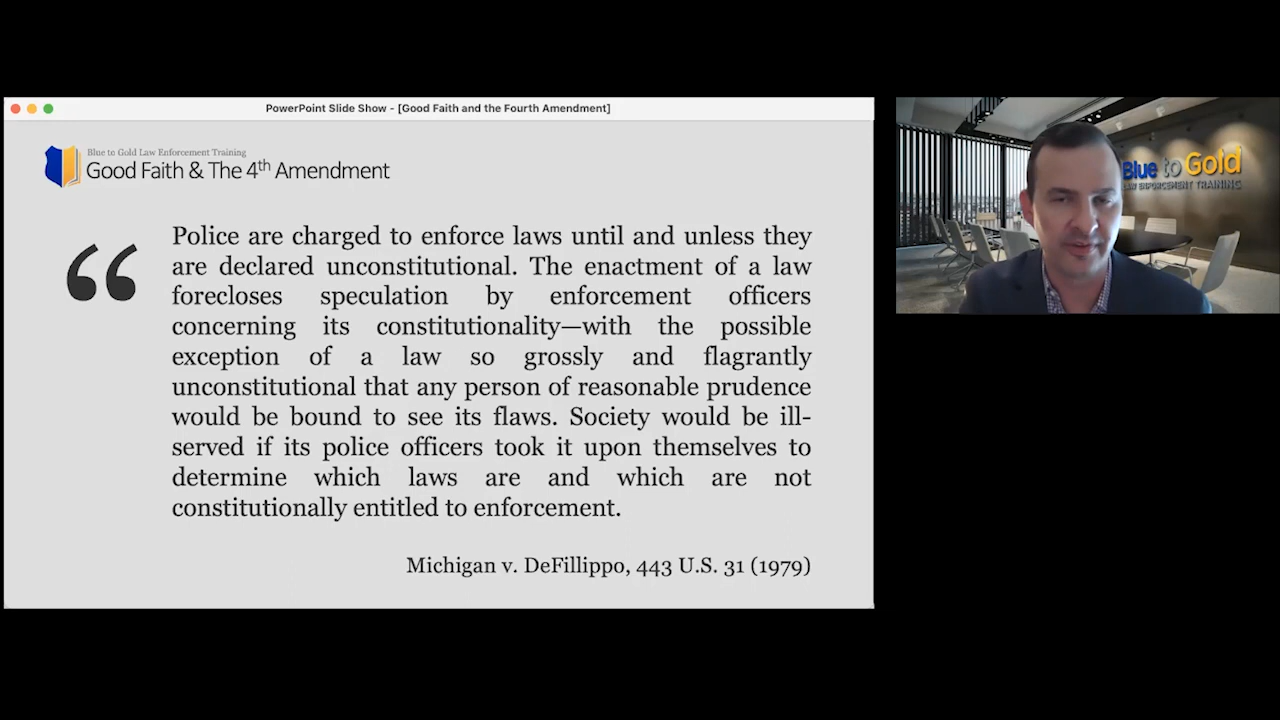 PowerPoint Slide Show - [Good Faith and the Fourth Amendment]
Blue to Gold Law Enforcement Training
Good Faith & The 4th Amendment
“
Police are charged to enforce laws until and unless they
are declared unconstitutional. The enactment of a law
forecloses speculation by enforcement officers
concerning its constitutionality—with the possible
exception of a law so grossly and flagrantly
unconstitutional that any person of reasonable prudence
would be bound to see its flaws. Society would be ill-
served if its police officers took it upon themselves to
determine which laws are and which are not
constitutionally entitled to enforcement.
Michigan v. DeFillippo, 443 U.S. 31 (1979)
Blue to Gold
LAW ENFORCEMENT TRAINING